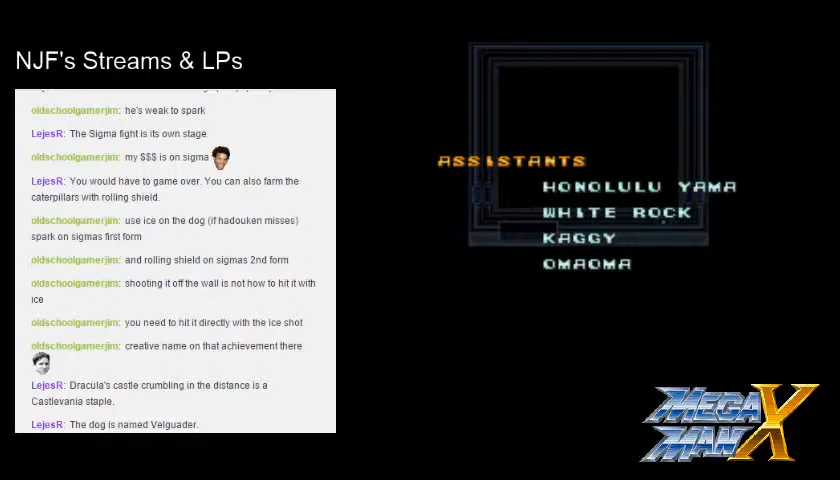 NJF's Streams & LPs
oldschoolgamerjim: he's weak to spark
LejesR: The Sigma fight is its own stage
oldschoolgamerjim: my $$$ is on sigma
LejesR: You would have to game over. You can also farm the
caterpillars with rolling shield.
oldschoolgamerjim: use ice on the dog (if hadouken misses)
spark on sigmas first form
oldschoolgamerjim: and rolling shield on sigmas 2nd form
oldschoolgamerjim: shooting it off the wall is not how to hit it with
ice
oldschoolgamerjim: you need to hit it directly with the ice shot
oldschoolgamerjim: creative name on that achievement there
LejesR: Dracula's castle crumbling in the distance is a
Castlevania staple.
LejesR: The dog is named Velguader.
ASSISTANTS
HONOLULU YAMA
WHITE ROCK
KAGGY
OMAOMA
MEGA
MAN X